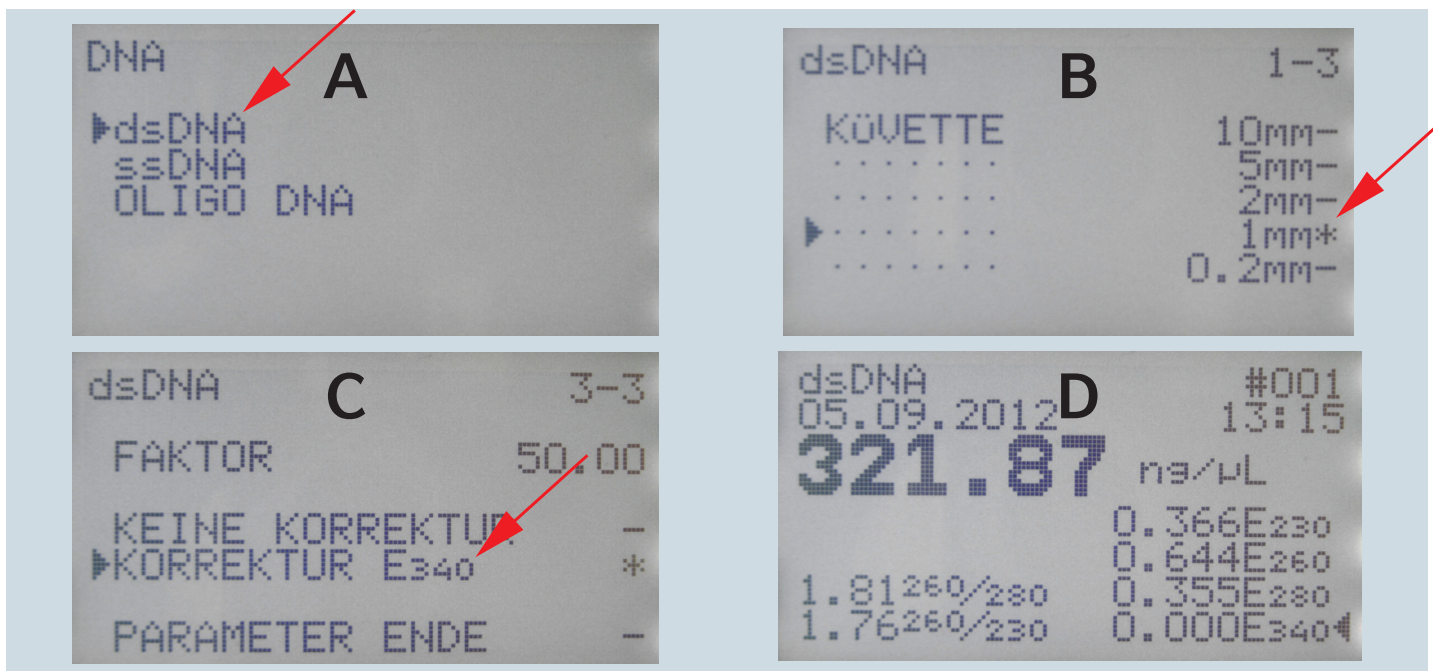 DNA
A
▶dsDNA
ssDNA
OLIGO DNA
dsDNA 1-3
B
KüVETTE 10mm-
....... 5mm-
....... 2mm-
▶....... 1mm*
....... 0.2mm-
dsDNA 3-3
C
FAKTOR 50.00
KEINE KORREKTUR -
▶KORREKTUR E340 *
PARAMETER ENDE -
dsDNA #001
D
05.09.2012 13:15
321.87 ng/µL
0.366E230
0.644E260
1.81 260/280 0.355E280
1.76 260/230 0.000E340◀